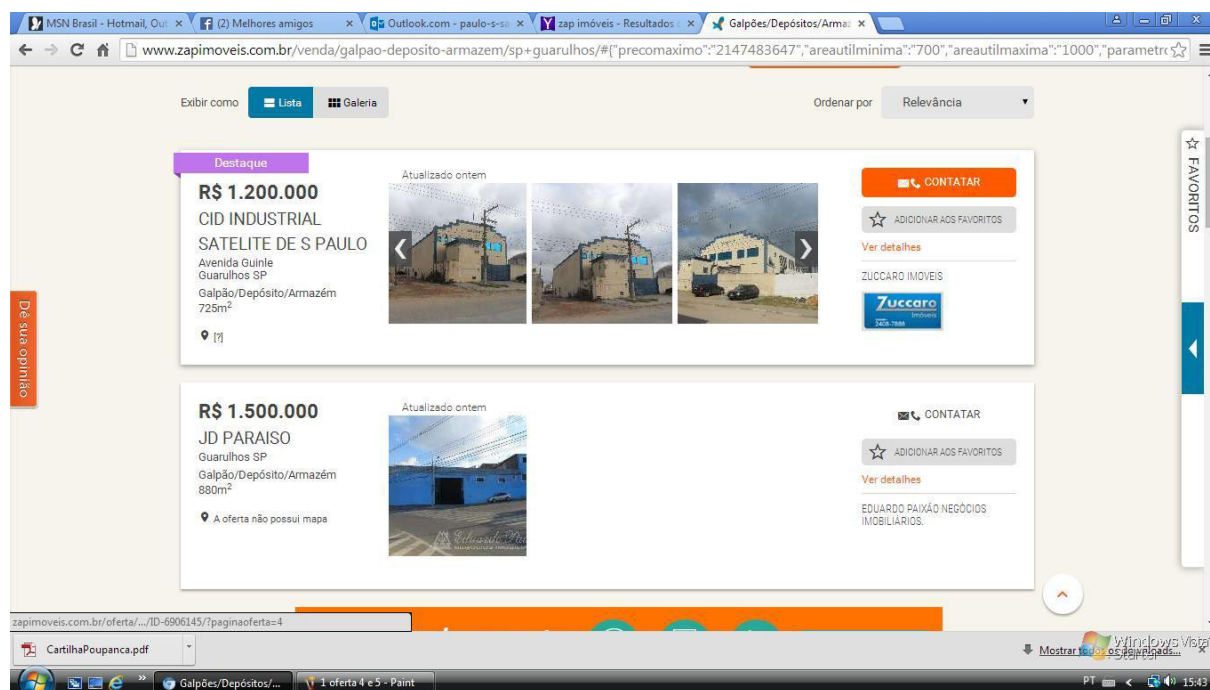 MSN Brasil - Hotmail, Out
(2) Melhores amigos
Outlook.com - paulo-s-sa
zap imóveis - Resultados
Galpões/Depósitos/Armaz
www.zapimoveis.com.br/venda/galpao-deposito-armazem/sp+guarulhos/#{"precomaximo":"2147483647","areautilminima":"700","areautilmaxima":"1000","parametro
Exibir como
Lista
Galeria
Ordenar por
Relevância
FAVORITOS
Dê sua opinião
Destaque
R$ 1.200.000
CID INDUSTRIAL
SATELITE DE S PAULO
Avenida Guinle
Guarulhos SP
Galpão/Depósito/Armazém
725m²
[?]
Atualizado ontem
CONTATAR
ADICIONAR AOS FAVORITOS
Ver detalhes
ZUCCARO IMOVEIS
Zuccaro
Imóveis
2408-7888
R$ 1.500.000
JD PARAISO
Guarulhos SP
Galpão/Depósito/Armazém
880m²
A oferta não possui mapa
Atualizado ontem
CONTATAR
ADICIONAR AOS FAVORITOS
Ver detalhes
EDUARDO PAIXÃO NEGÓCIOS
IMOBILIÁRIOS.
zapimoveis.com.br/oferta/.../ID-6906145/?paginaoferta=4
CartilhaPoupanca.pdf
Mostrar todos os downloads...
Windows Vista
Starter
Galpões/Depósitos/...
1 oferta 4 e 5 - Paint
PT
15:43